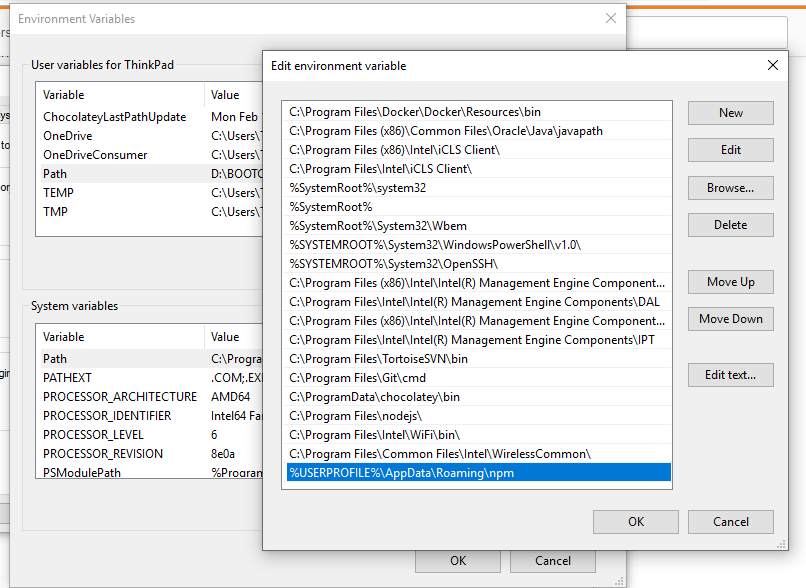 Environment Variables
User variables for ThinkPad
Variable Value
ChocolateyLastPathUpdate Mon Feb
OneDrive C:\Users\
OneDriveConsumer C:\Users\
Path D:\BOOTC
TEMP C:\Users\
TMP C:\Users\
System variables
Variable Value
Path C:\Progra
PATHEXT .COM;.EX
PROCESSOR_ARCHITECTURE AMD64
PROCESSOR_IDENTIFIER Intel64 Fa
PROCESSOR_LEVEL 6
PROCESSOR_REVISION 8e0a
PSModulePath %Program
OK Cancel
Edit environment variable
C:\Program Files\Docker\Docker\Resources\bin
C:\Program Files (x86)\Common Files\Oracle\Java\javapath
C:\Program Files (x86)\Intel\iCLS Client\
C:\Program Files\Intel\iCLS Client\
%SystemRoot%\system32
%SystemRoot%
%SystemRoot%\System32\Wbem
%SYSTEMROOT%\System32\WindowsPowerShell\v1.0\
%SYSTEMROOT%\System32\OpenSSH\
C:\Program Files (x86)\Intel\Intel(R) Management Engine Component...
C:\Program Files\Intel\Intel(R) Management Engine Components\DAL
C:\Program Files (x86)\Intel\Intel(R) Management Engine Component...
C:\Program Files\Intel\Intel(R) Management Engine Components\IPT
C:\Program Files\TortoiseSVN\bin
C:\Program Files\Git\cmd
C:\ProgramData\chocolatey\bin
C:\Program Files\nodejs\
C:\Program Files\Intel\WiFi\bin\
C:\Program Files\Common Files\Intel\WirelessCommon\
%USERPROFILE%\AppData\Roaming\npm
New
Edit
Browse...
Delete
Move Up
Move Down
Edit text...
OK Cancel